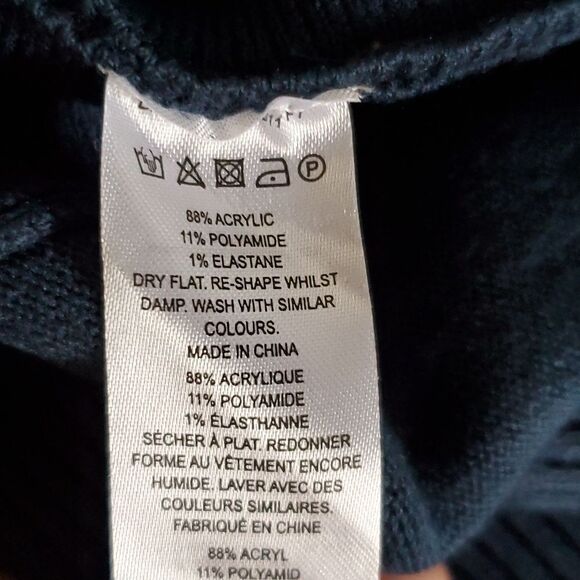 P
88% ACRYLIC
11% POLYAMIDE
1% ELASTANE
DRY FLAT. RE-SHAPE WHILST
DAMP. WASH WITH SIMILAR
COLOURS.
MADE IN CHINA
88% ACRYLIQUE
11% POLYAMIDE
1% ÉLASTHANNE
SÉCHER À PLAT. REDONNER
FORME AU VÊTEMENT ENCORE
HUMIDE. LAVER AVEC DES
COULEURS SIMILAIRES.
FABRIQUÉ EN CHINE
88% ACRYL
11% POLYAMID